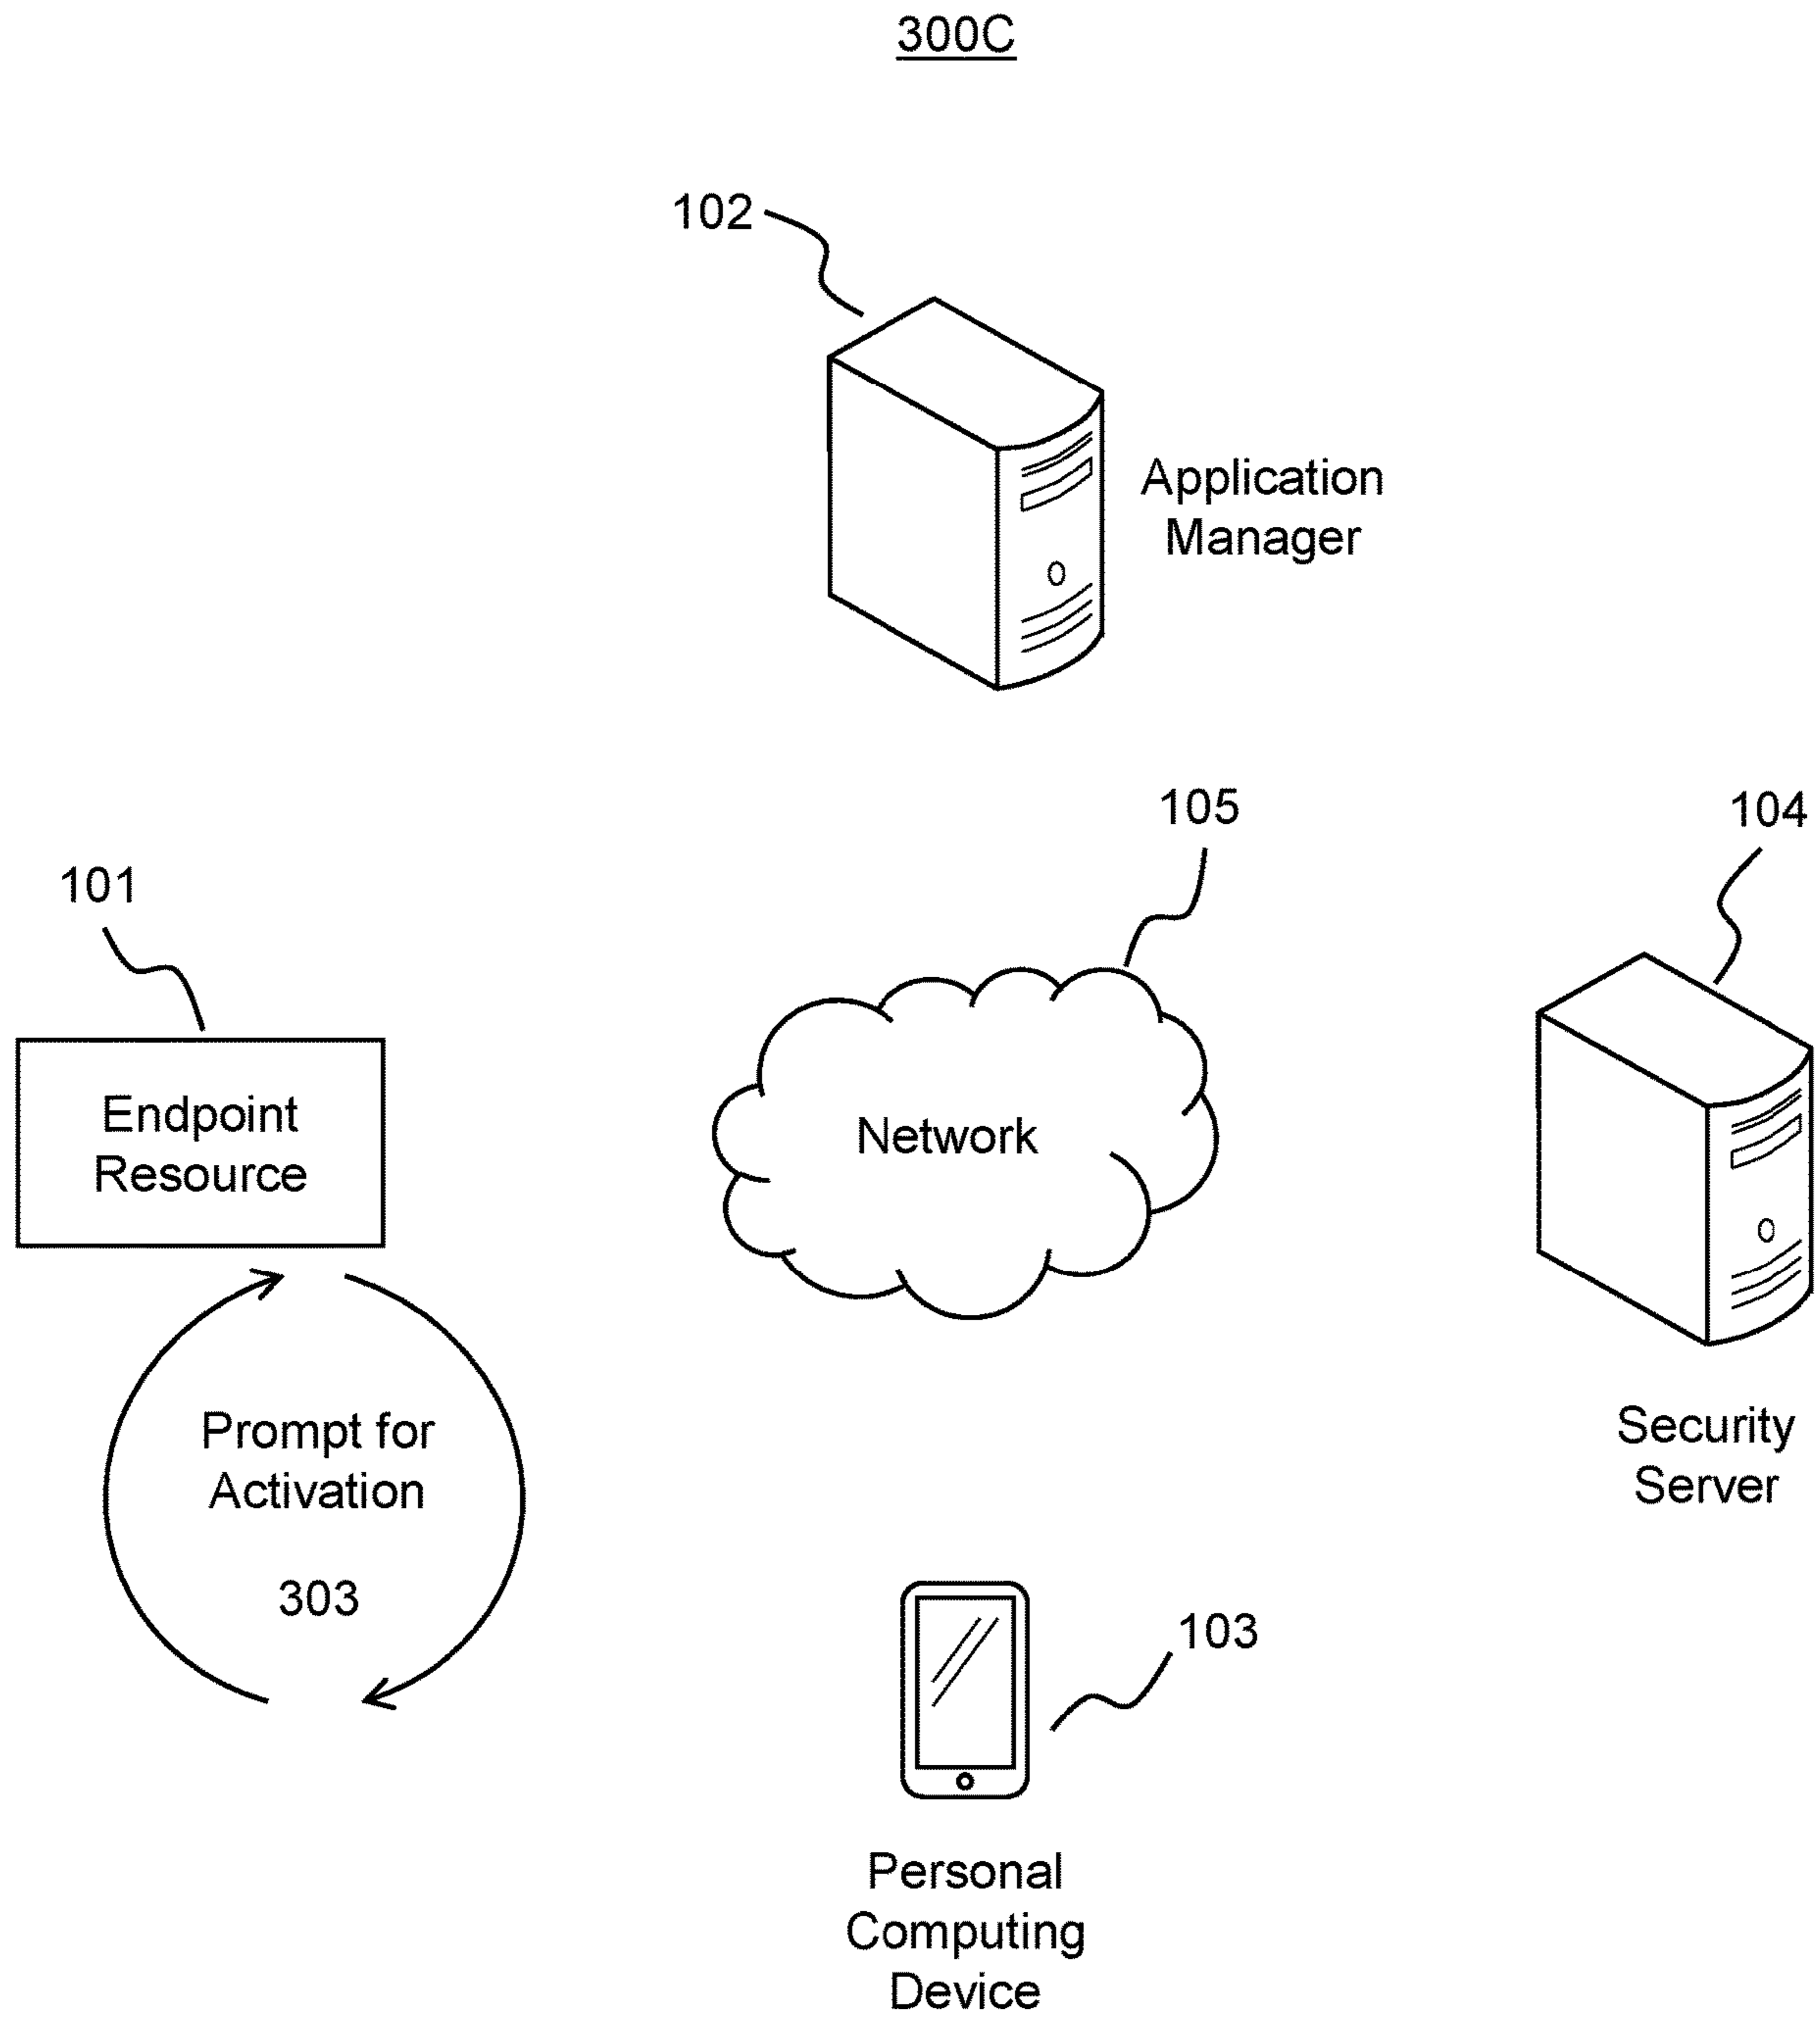 300C
102
Application
Manager
105
104
101
Endpoint
Resource
Network
Prompt for
Activation
303
Security
Server
103
Personal
Computing
Device